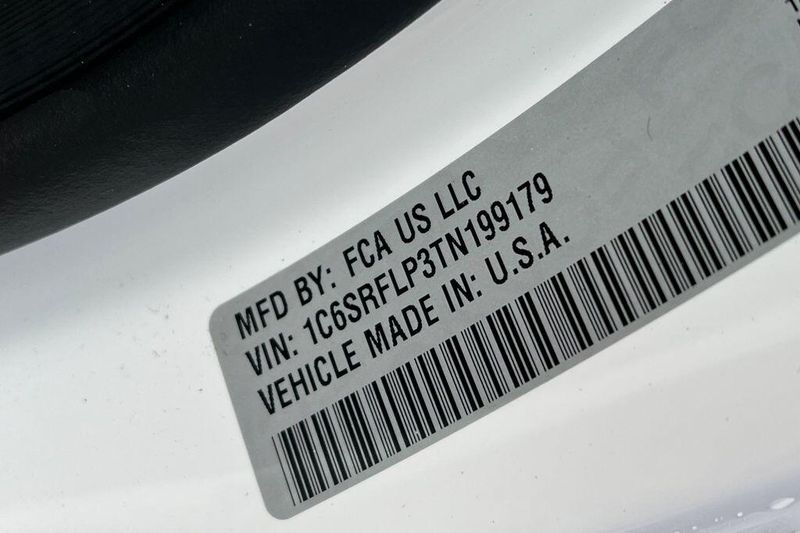 MFD BY: FCA US LLC
VIN: 1C6SRFLP3TN199179
VEHICLE MADE IN: U.S.A.